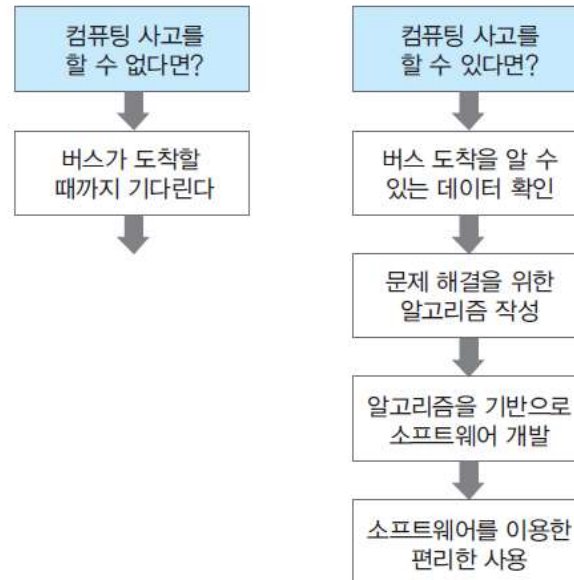 컴퓨팅 사고를
할 수 없다면?
버스가 도착할
때까지 기다린다
컴퓨팅 사고를
할 수 있다면?
버스 도착을 알 수
있는 데이터 확인
문제 해결을 위한
알고리즘 작성
알고리즘을 기반으로
소프트웨어 개발
소프트웨어를 이용한
편리한 사용